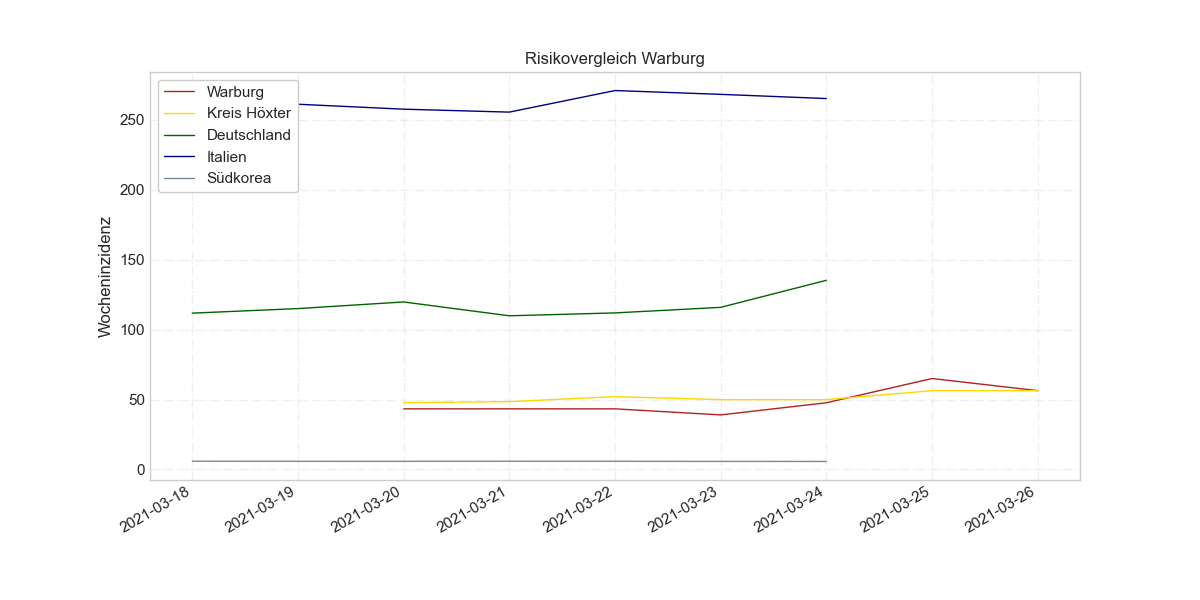 Risikovergleich Warburg
Warburg
Kreis Höxter
Deutschland
Italien
Südkorea
Wocheninzidenz
250
200
150
100
50
0
2021-03-18
2021-03-19
2021-03-20
2021-03-21
2021-03-22
2021-03-23
2021-03-24
2021-03-25
2021-03-26